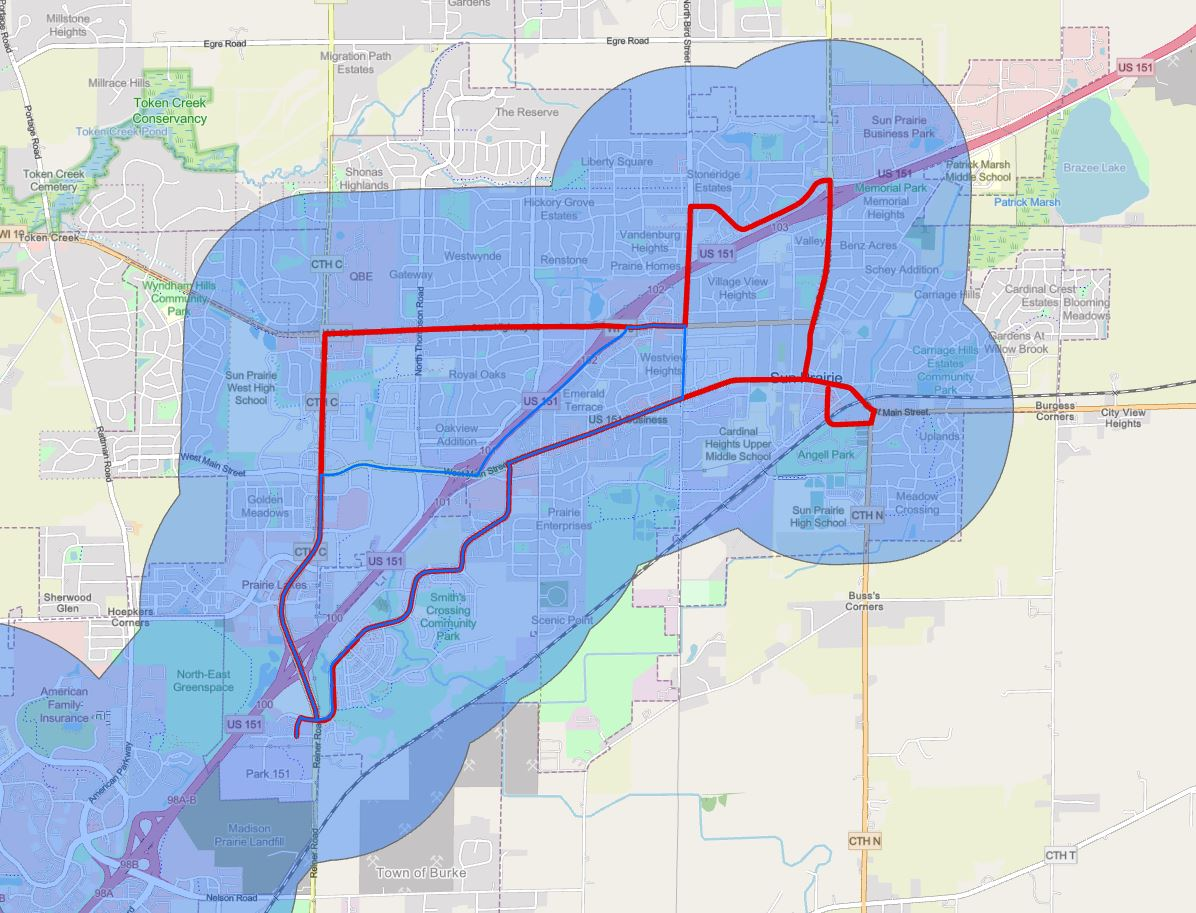 Gardens
Millstone
Heights
Portage Road
North Bird Street
Egre Road
Egre Road
Migration Path
Estates
US 151
Millrace Hills
Token Creek
Conservancy
The Reserve
Token Creek Pond
Portage Road
Sun Prairie
Business Park
Liberty Square
Patrick Marsh
Middle School
Brazee Lake
Token Creek
Cemetery
Shonas
Highlands
Stoneridge
Estates
US 151
Memorial Park
Memorial
Heights
Patrick Marsh
Hickory Grove
Estates
WI 19
Token Creek
103
Vandenburg
Heights
Valley
Benz Acres
US 151
CTH C
QBE
Gateway
Westwynde
Renstone
Prairie Homes
Schey Addition
Wyndham Hills
Community
Park
102
Village View
Heights
Carriage Hills
Cardinal Crest
Estates
Blooming
Meadows
North Thompson Road
Gardens At
Willow Brook
Westview
Heights
Carriage Hills
Estates
Community
Park
Sun Prairie
West High
School
Royal Oaks
Sun Prairie
CTH C
US 151
Emerald
Terrace
US 151 Business
Main Street
Burgess
Corners
City View
Heights
Rattman Road
Oakview
Addition
Cardinal
Heights Upper
Middle School
Uplands
West Main Street
West Main Street
Angell Park
Golden
Meadows
101
Prairie
Enterprises
Sun Prairie
High School
CTH N
Meadow
Crossing
CTH C
US 151
Prairie Lakes
Sherwood
Glen
Hoepkers
Corners
100
Smith's
Crossing
Community
Park
Scenic Point
Buss's
Corners
North-East
Greenspace
American
Family
Insurance
100
US 151
Reiner Road
American Parkway
Park 151
98A-B
Madison
Prairie Landfill
Reiner Road
CTH N
CTH T
98B
Town of Burke
98A
Nelson Road